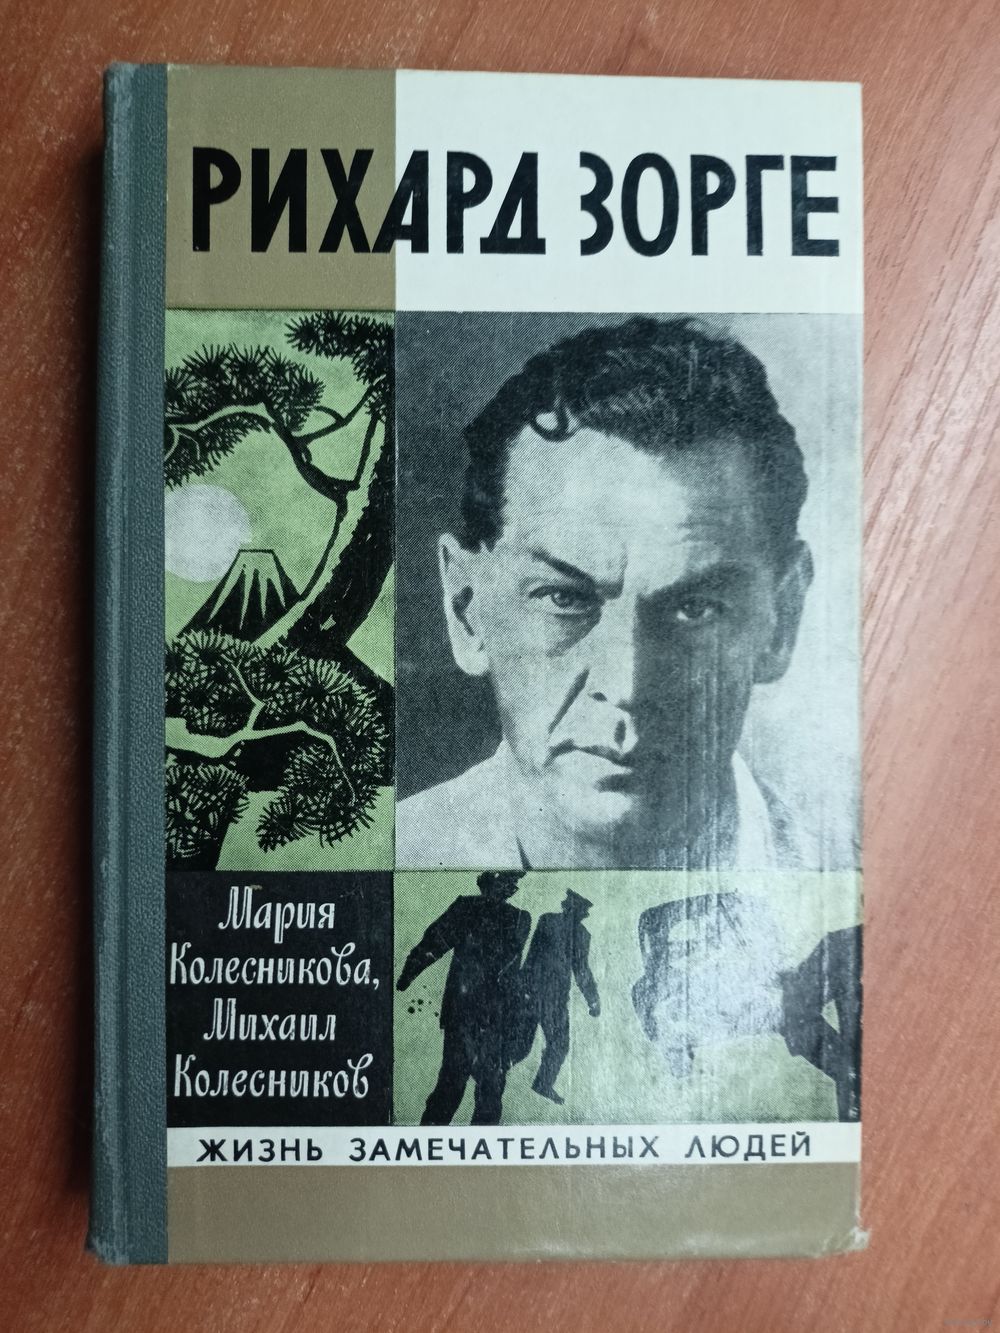 РИХАРД ЗОРГЕ
Мария
Колесникова,
Михаил
Колесников
ЖИЗНЬ ЗАМЕЧАТЕЛЬНЫХ ЛЮДЕЙ